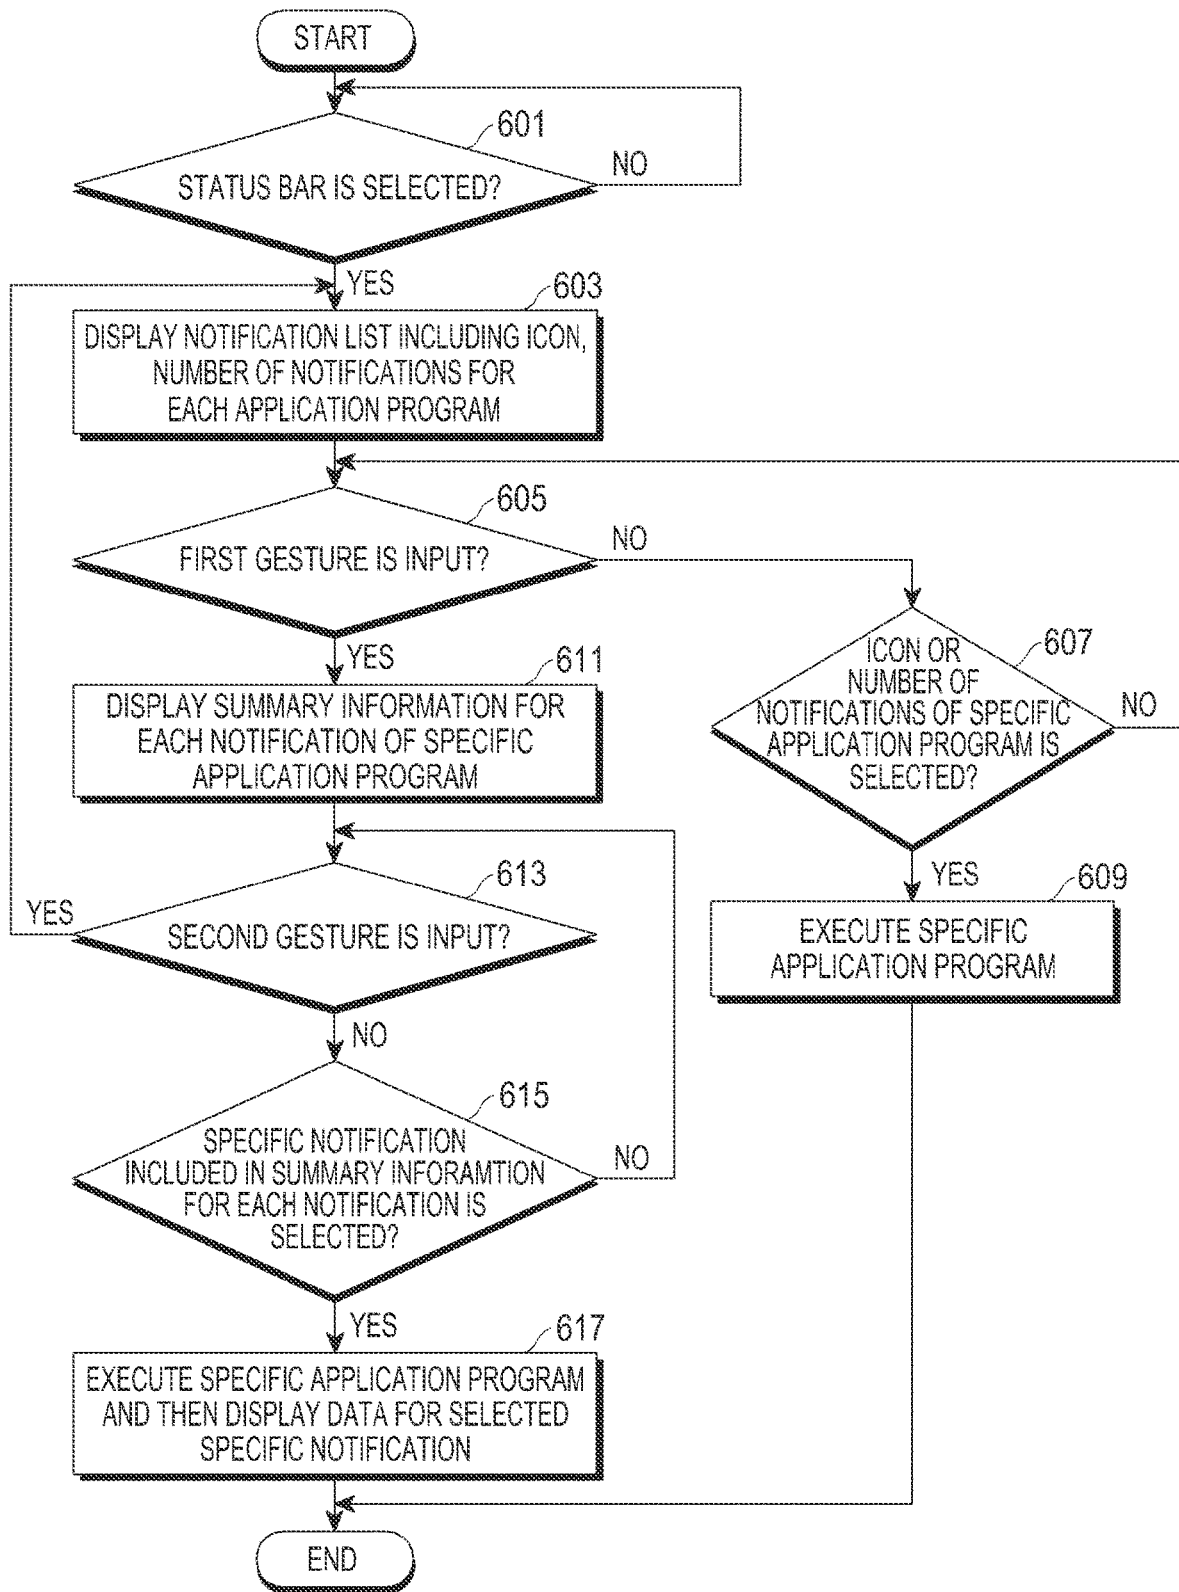 START
601
STATUS BAR IS SELECTED?
NO
YES
603
DISPLAY NOTIFICATION LIST INCLUDING ICON,
NUMBER OF NOTIFICATIONS FOR
EACH APPLICATION PROGRAM
605
FIRST GESTURE IS INPUT?
NO
YES
607
ICON OR
NUMBER OF
NOTIFICATIONS OF SPECIFIC
APPLICATION PROGRAM IS
SELECTED?
NO
YES
609
EXECUTE SPECIFIC
APPLICATION PROGRAM
611
DISPLAY SUMMARY INFORMATION FOR
EACH NOTIFICATION OF SPECIFIC
APPLICATION PROGRAM
613
YES
SECOND GESTURE IS INPUT?
NO
615
SPECIFIC NOTIFICATION
INCLUDED IN SUMMARY INFORAMTION
FOR EACH NOTIFICATION IS
SELECTED?
NO
YES
617
EXECUTE SPECIFIC APPLICATION PROGRAM
AND THEN DISPLAY DATA FOR SELECTED
SPECIFIC NOTIFICATION
END